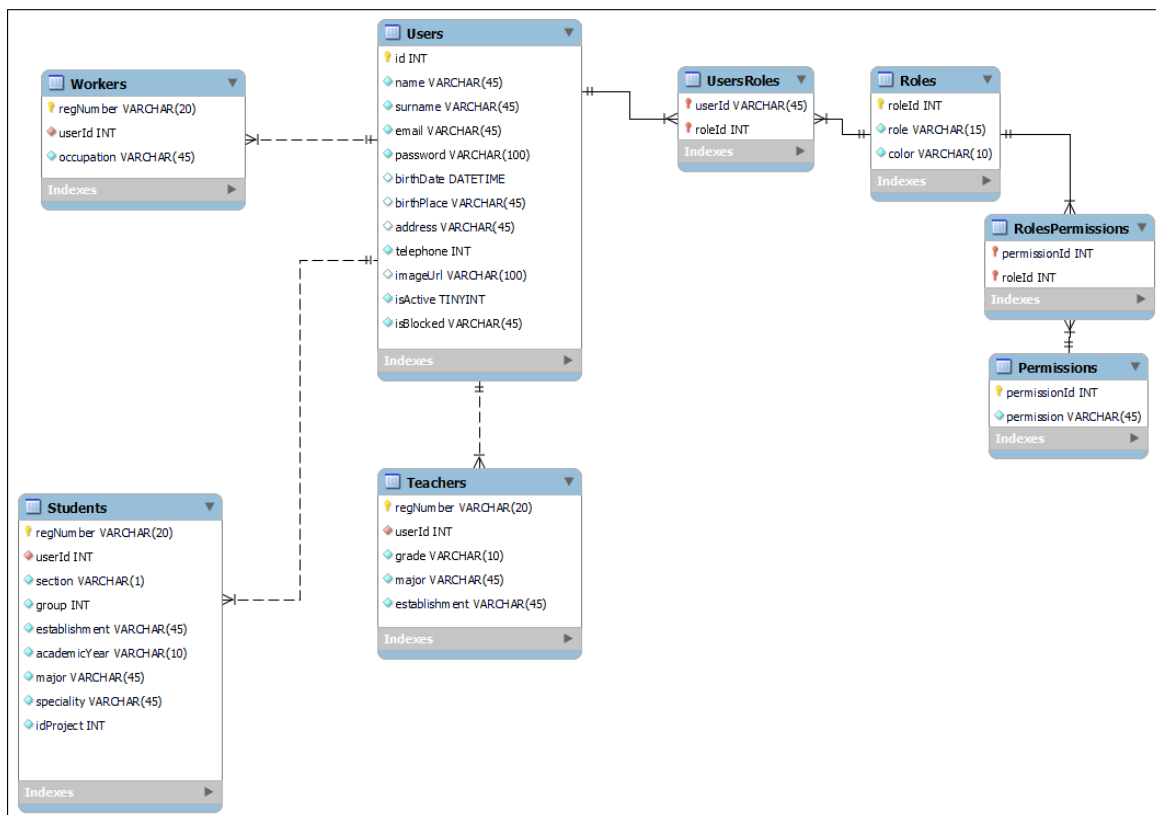 Users
id INT
name VARCHAR(45)
surname VARCHAR(45)
email VARCHAR(45)
password VARCHAR(100)
birthDate DATETIME
birthPlace VARCHAR(45)
address VARCHAR(45)
telephone INT
imageUrl VARCHAR(100)
isActive TINYINT
isBlocked VARCHAR(45)
Indexes
Workers
regNumber VARCHAR(20)
userId INT
occupation VARCHAR(45)
Indexes
UsersRoles
userId VARCHAR(45)
roleId INT
Indexes
Roles
roleId INT
role VARCHAR(15)
color VARCHAR(10)
Indexes
RolesPermissions
permissionId INT
roleId INT
Indexes
Permissions
permissionId INT
permission VARCHAR(45)
Indexes
Teachers
regNumber VARCHAR(20)
userId INT
grade VARCHAR(10)
major VARCHAR(45)
establishment VARCHAR(45)
Indexes
Students
regNumber VARCHAR(20)
userId INT
section VARCHAR(1)
group INT
establishment VARCHAR(45)
academicYear VARCHAR(10)
major VARCHAR(45)
speciality VARCHAR(45)
idProject INT
Indexes